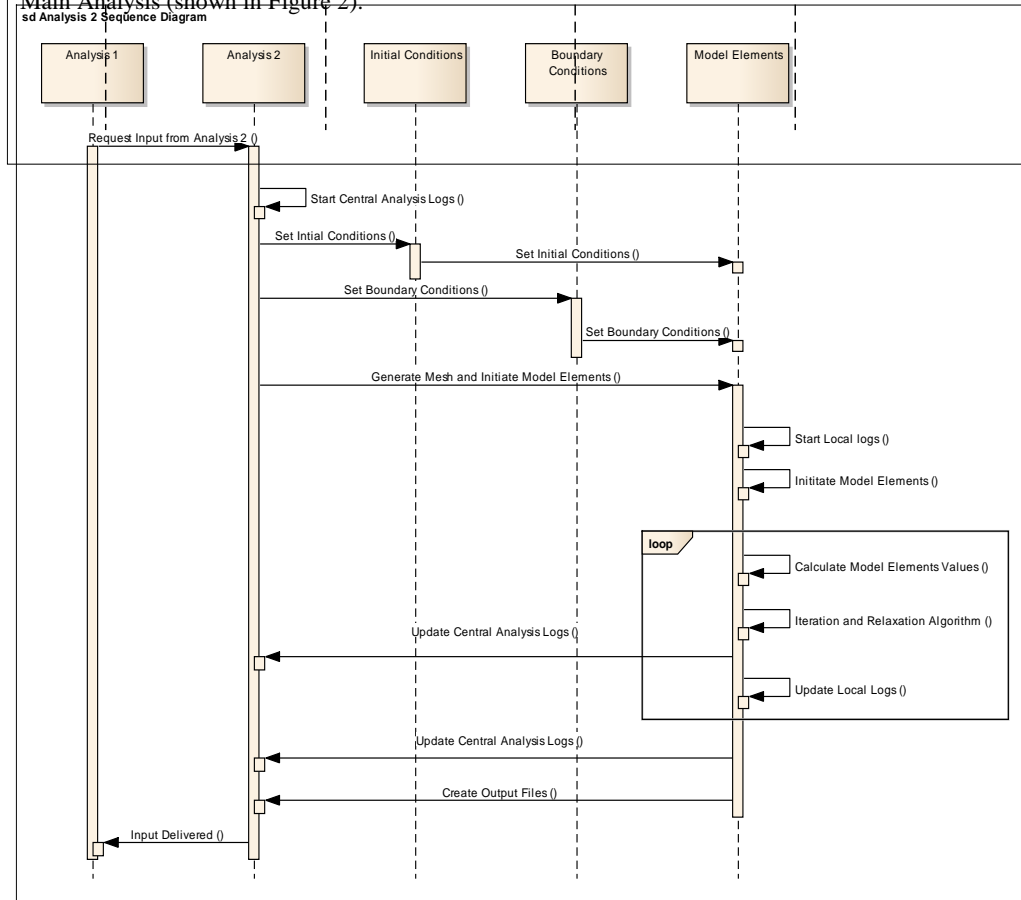 Main Analysis (shown in Figure 2).
sd Analysis 2 Sequence Diagram
Analysis 1
Analysis 2
Initial Conditions
Boundary
Conditions
Model Elements
Request Input from Analysis 2 ()
Start Central Analysis Logs ()
Set Intial Conditions ()
Set Initial Conditions ()
Set Boundary Conditions ()
Set Boundary Conditions ()
Generate Mesh and Initiate Model Elements ()
Start Local logs ()
Inititate Model Elements ()
loop
Calculate Model Elements Values ()
Iteration and Relaxation Algorithm ()
Update Central Analysis Logs ()
Update Local Logs ()
Update Central Analysis Logs ()
Create Output Files ()
Input Delivered ()